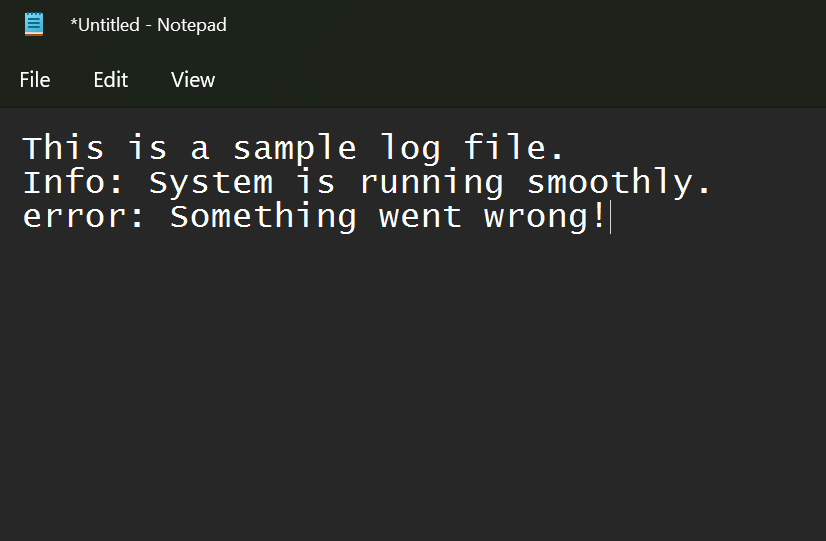 *Untitled - Notepad
File Edit View
This is a sample log file.
Info: System is running smoothly.
error: Something went wrong!